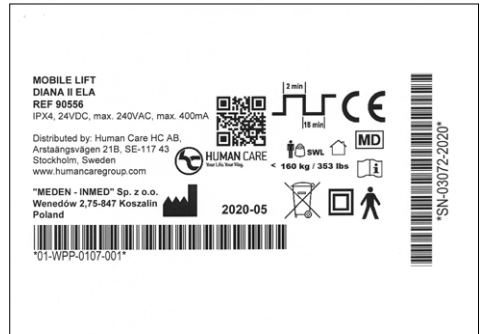 MOBILE LIFT
DIANA II ELA
REF 90556
IPX4, 24VDC, max. 240VAC, max. 400mA
Distributed by: Human Care HC AB,
Arstaängsvägen 21B, SE-117 43
Stockholm, Sweden
www.humancaregroup.com
HUMAN CARE
Your Life. Your Way.
"MEDEN - INMED" Sp. z o.o.
Wenedów 2,75-847 Koszalin
Poland
2020-05
*01-WPP-0107-001*
2 min
18 min
CE
SWL
MD
< 160 kg / 353 lbs
i
*SN-03072-2020*